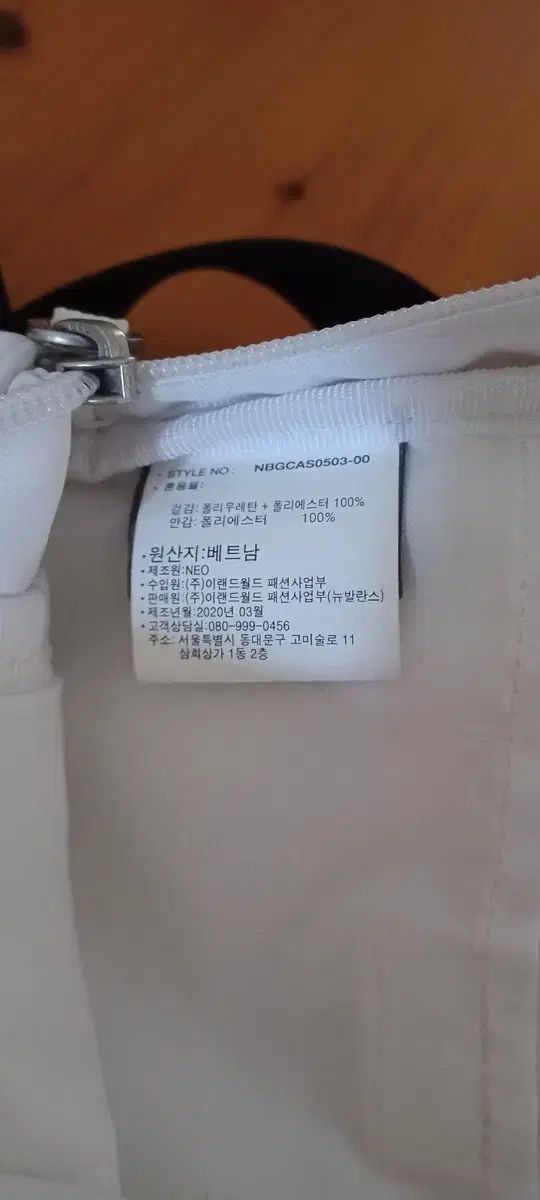 · STYLE NO : NBGCAS0503-00
· 혼용율:
겉감: 폴리우레탄 + 폴리에스터 100%
안감: 폴리에스터 100%
· 원산지:베트남
· 제조원:NEO
· 수입원:(주)이랜드월드 패션사업부
· 판매원:(주)이랜드월드 패션사업부(뉴발란스)
· 제조년월:2020년 03월
· 고객상담실:080-999-0456
주소: 서울특별시 동대문구 고미술로 11
삼희상가 1동 2층